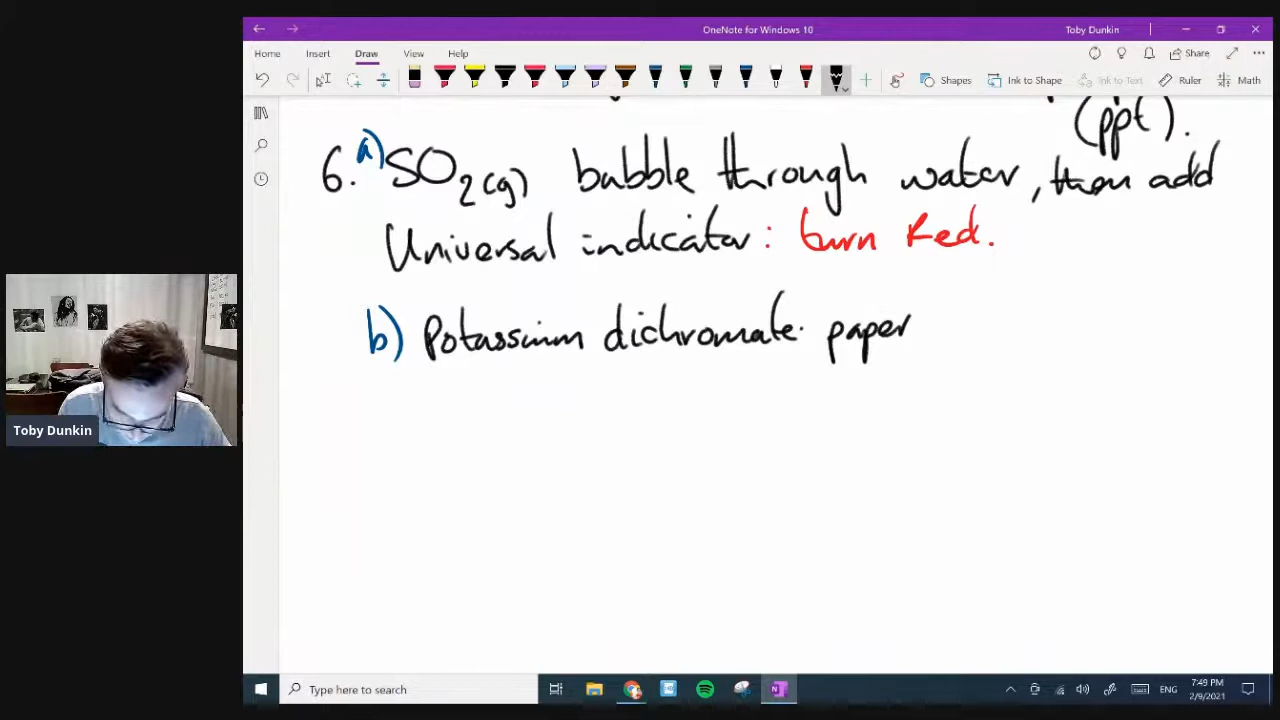 OneNote for Windows 10
Toby Dunkin
Home Insert Draw View Help
Share
Shapes Ink to Shape Ink to Text Ruler Math
(ppt).
6. a) SO2(g) bubble through water, then add
Universal indicator : turn Red.
b) Potassium dichromate paper
Toby Dunkin
Type here to search
ENG
7:49 PM
2/9/2021